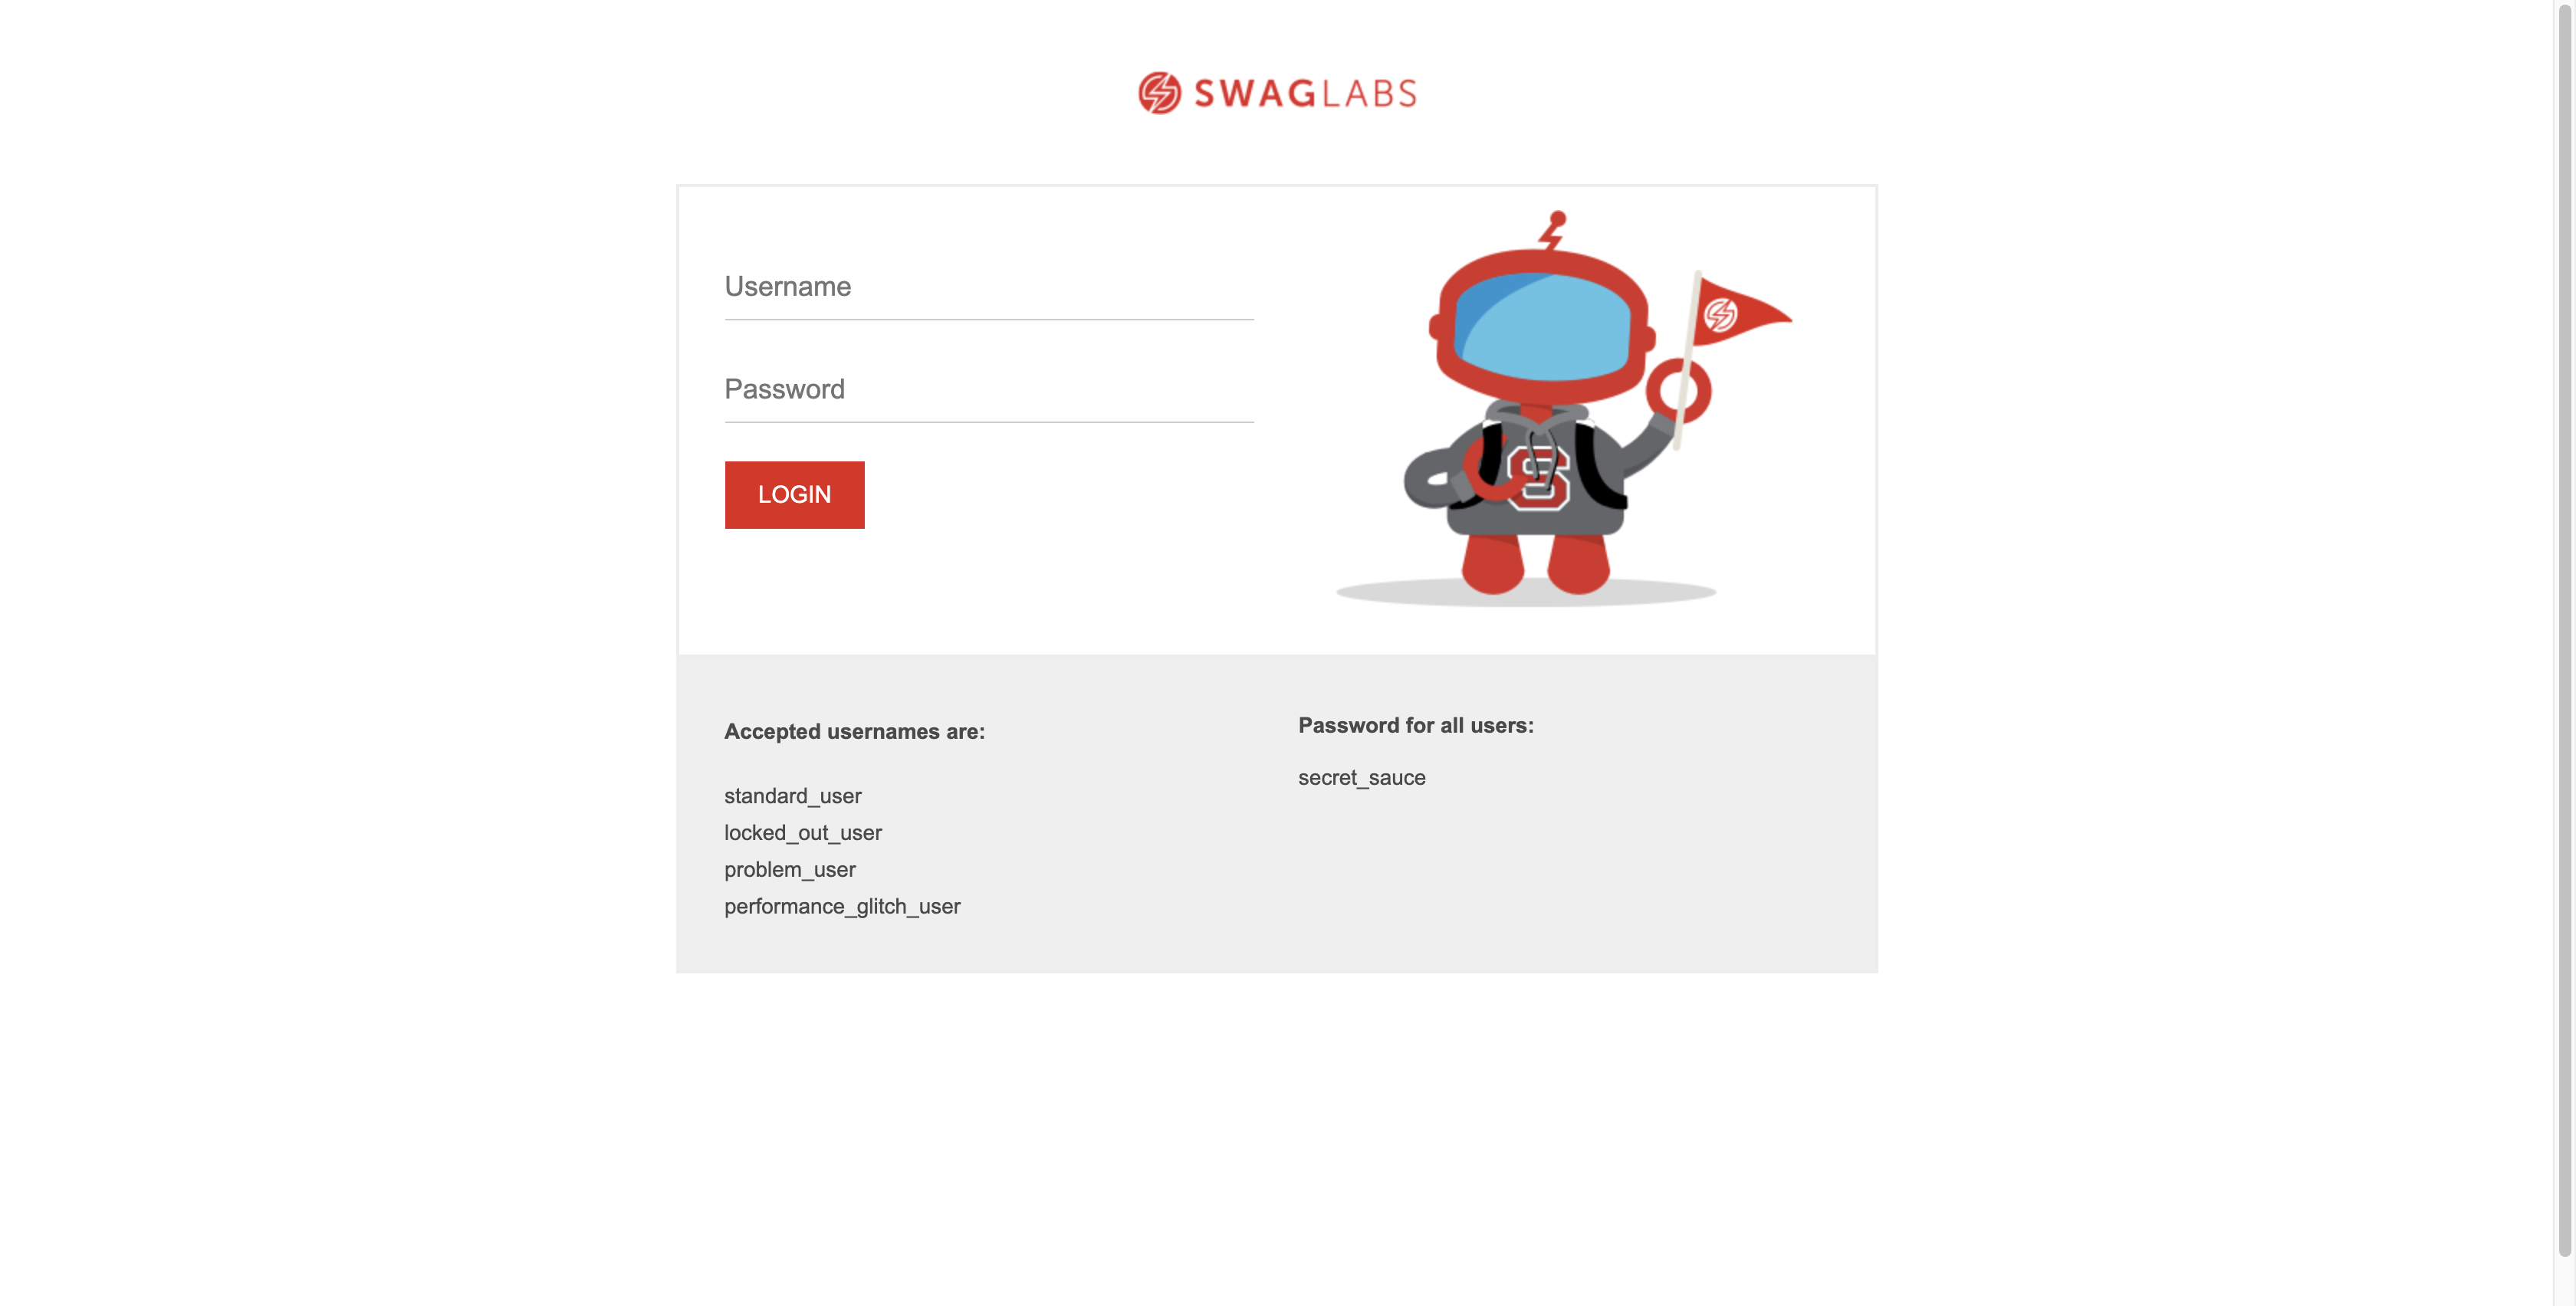 SWAGLABS
Username
Password
LOGIN
S
Accepted usernames are:
standard_user
locked_out_user
problem_user
performance_glitch_user
Password for all users:
secret_sauce